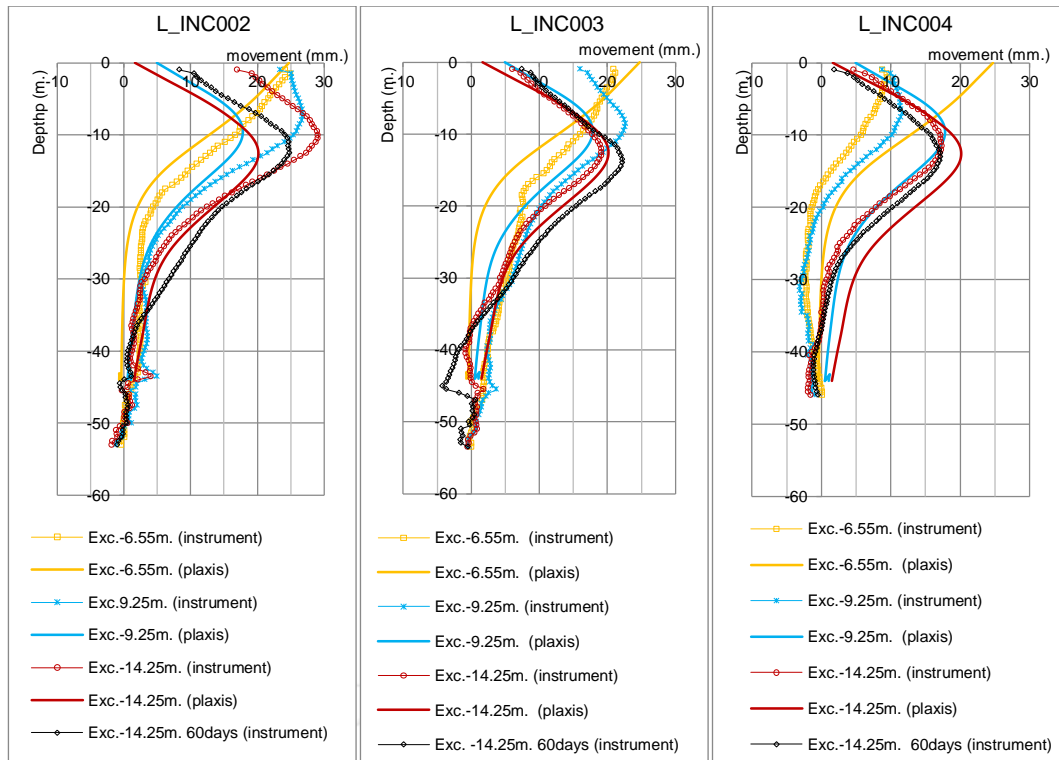 L_INC002
movement (mm.)
-10 0 10 20 30
Depthp (m.)
0
-10
-20
-30
-40
-50
-60
Exc.-6.55m. (instrument)
Exc.-6.55m. (plaxis)
Exc.9.25m. (instrument)
Exc.-9.25m. (plaxis)
Exc.-14.25m. (instrument)
Exc.-14.25m. (plaxis)
Exc.-14.25m. 60days (instrument)
L_INC003
movement (mm.)
-10 0 10 20 30
Depth (m.)
0
-10
-20
-30
-40
-50
-60
Exc.-6.55m. (instrument)
Exc.-6.55m. (plaxis)
Exc.-9.25m. (instrument)
Exc.-9.25m. (plaxis)
Exc.-14.25m. (instrument)
Exc.-14.25m. (plaxis)
Exc. -14.25m. 60days (instrument)
L_INC004
movement (mm.)
-10 0 10 20 30
Depth (m.)
0
-10
-20
-30
-40
-50
-60
Exc.-6.55m. (instrument)
Exc.-6.55m. (plaxis)
Exc.-9.25m. (instrument)
Exc.-9.25m. (plaxis)
Exc.-14.25m. (instrument)
Exc.-14.25m. (plaxis)
Exc.-14.25m. 60days (instrument)